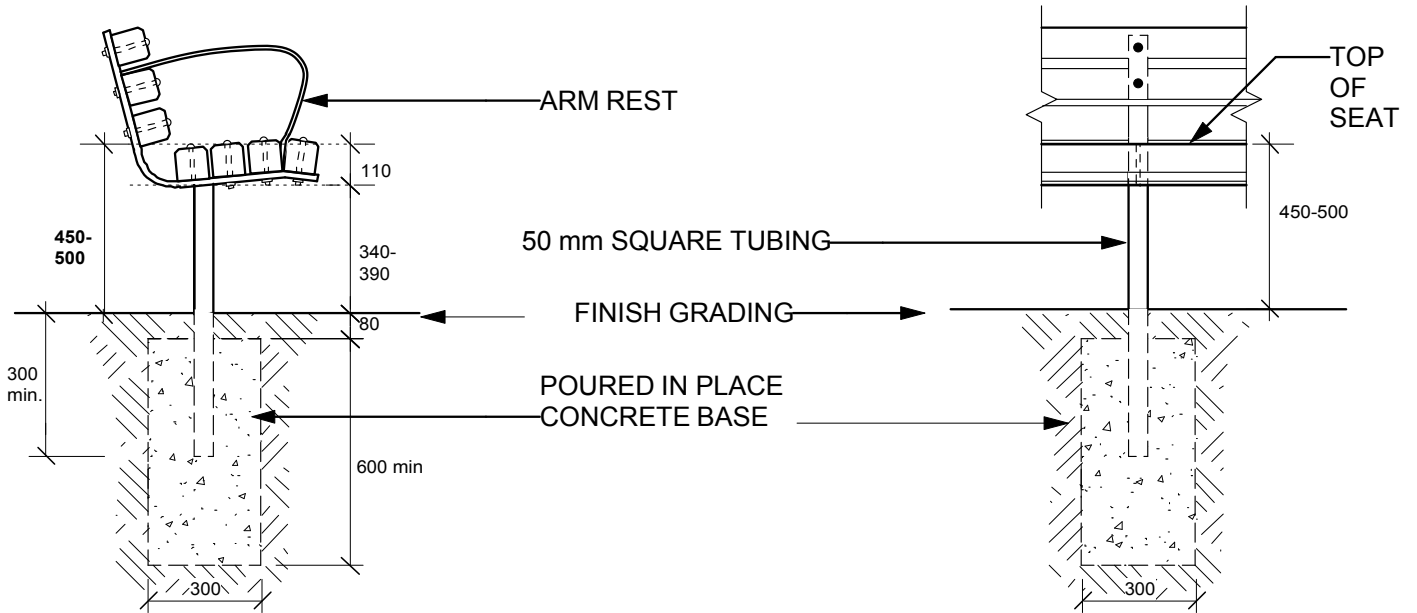 ARM REST
110
450-
500
340-
390
50 mm SQUARE TUBING
FINISH GRADING
80
300
min.
POURED IN PLACE
CONCRETE BASE
600 min
300
TOP
OF
SEAT
450-500
300